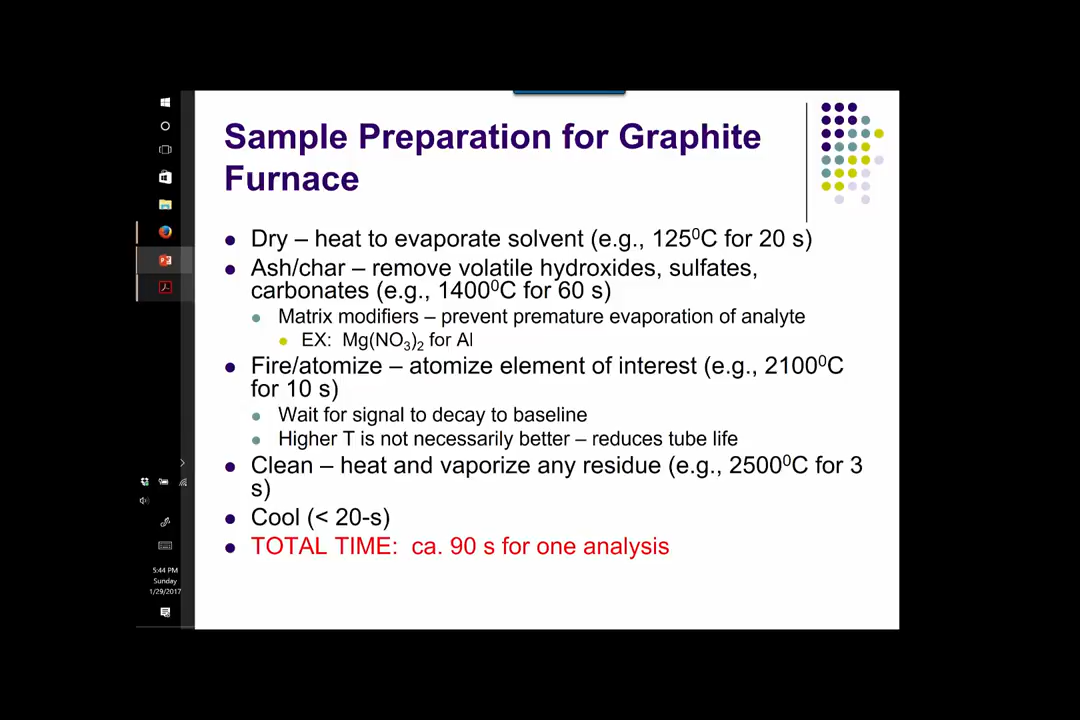 Sample Preparation for Graphite
Furnace
Dry – heat to evaporate solvent (e.g., 125⁰C for 20 s)
Ash/char – remove volatile hydroxides, sulfates,
carbonates (e.g., 1400⁰C for 60 s)
Matrix modifiers – prevent premature evaporation of analyte
EX: Mg(NO₃)₂ for Al
Fire/atomize – atomize element of interest (e.g., 2100⁰C
for 10 s)
Wait for signal to decay to baseline
Higher T is not necessarily better – reduces tube life
Clean – heat and vaporize any residue (e.g., 2500⁰C for 3
s)
Cool (< 20-s)
TOTAL TIME: ca. 90 s for one analysis
5:44 PM
Sunday
1/29/2017